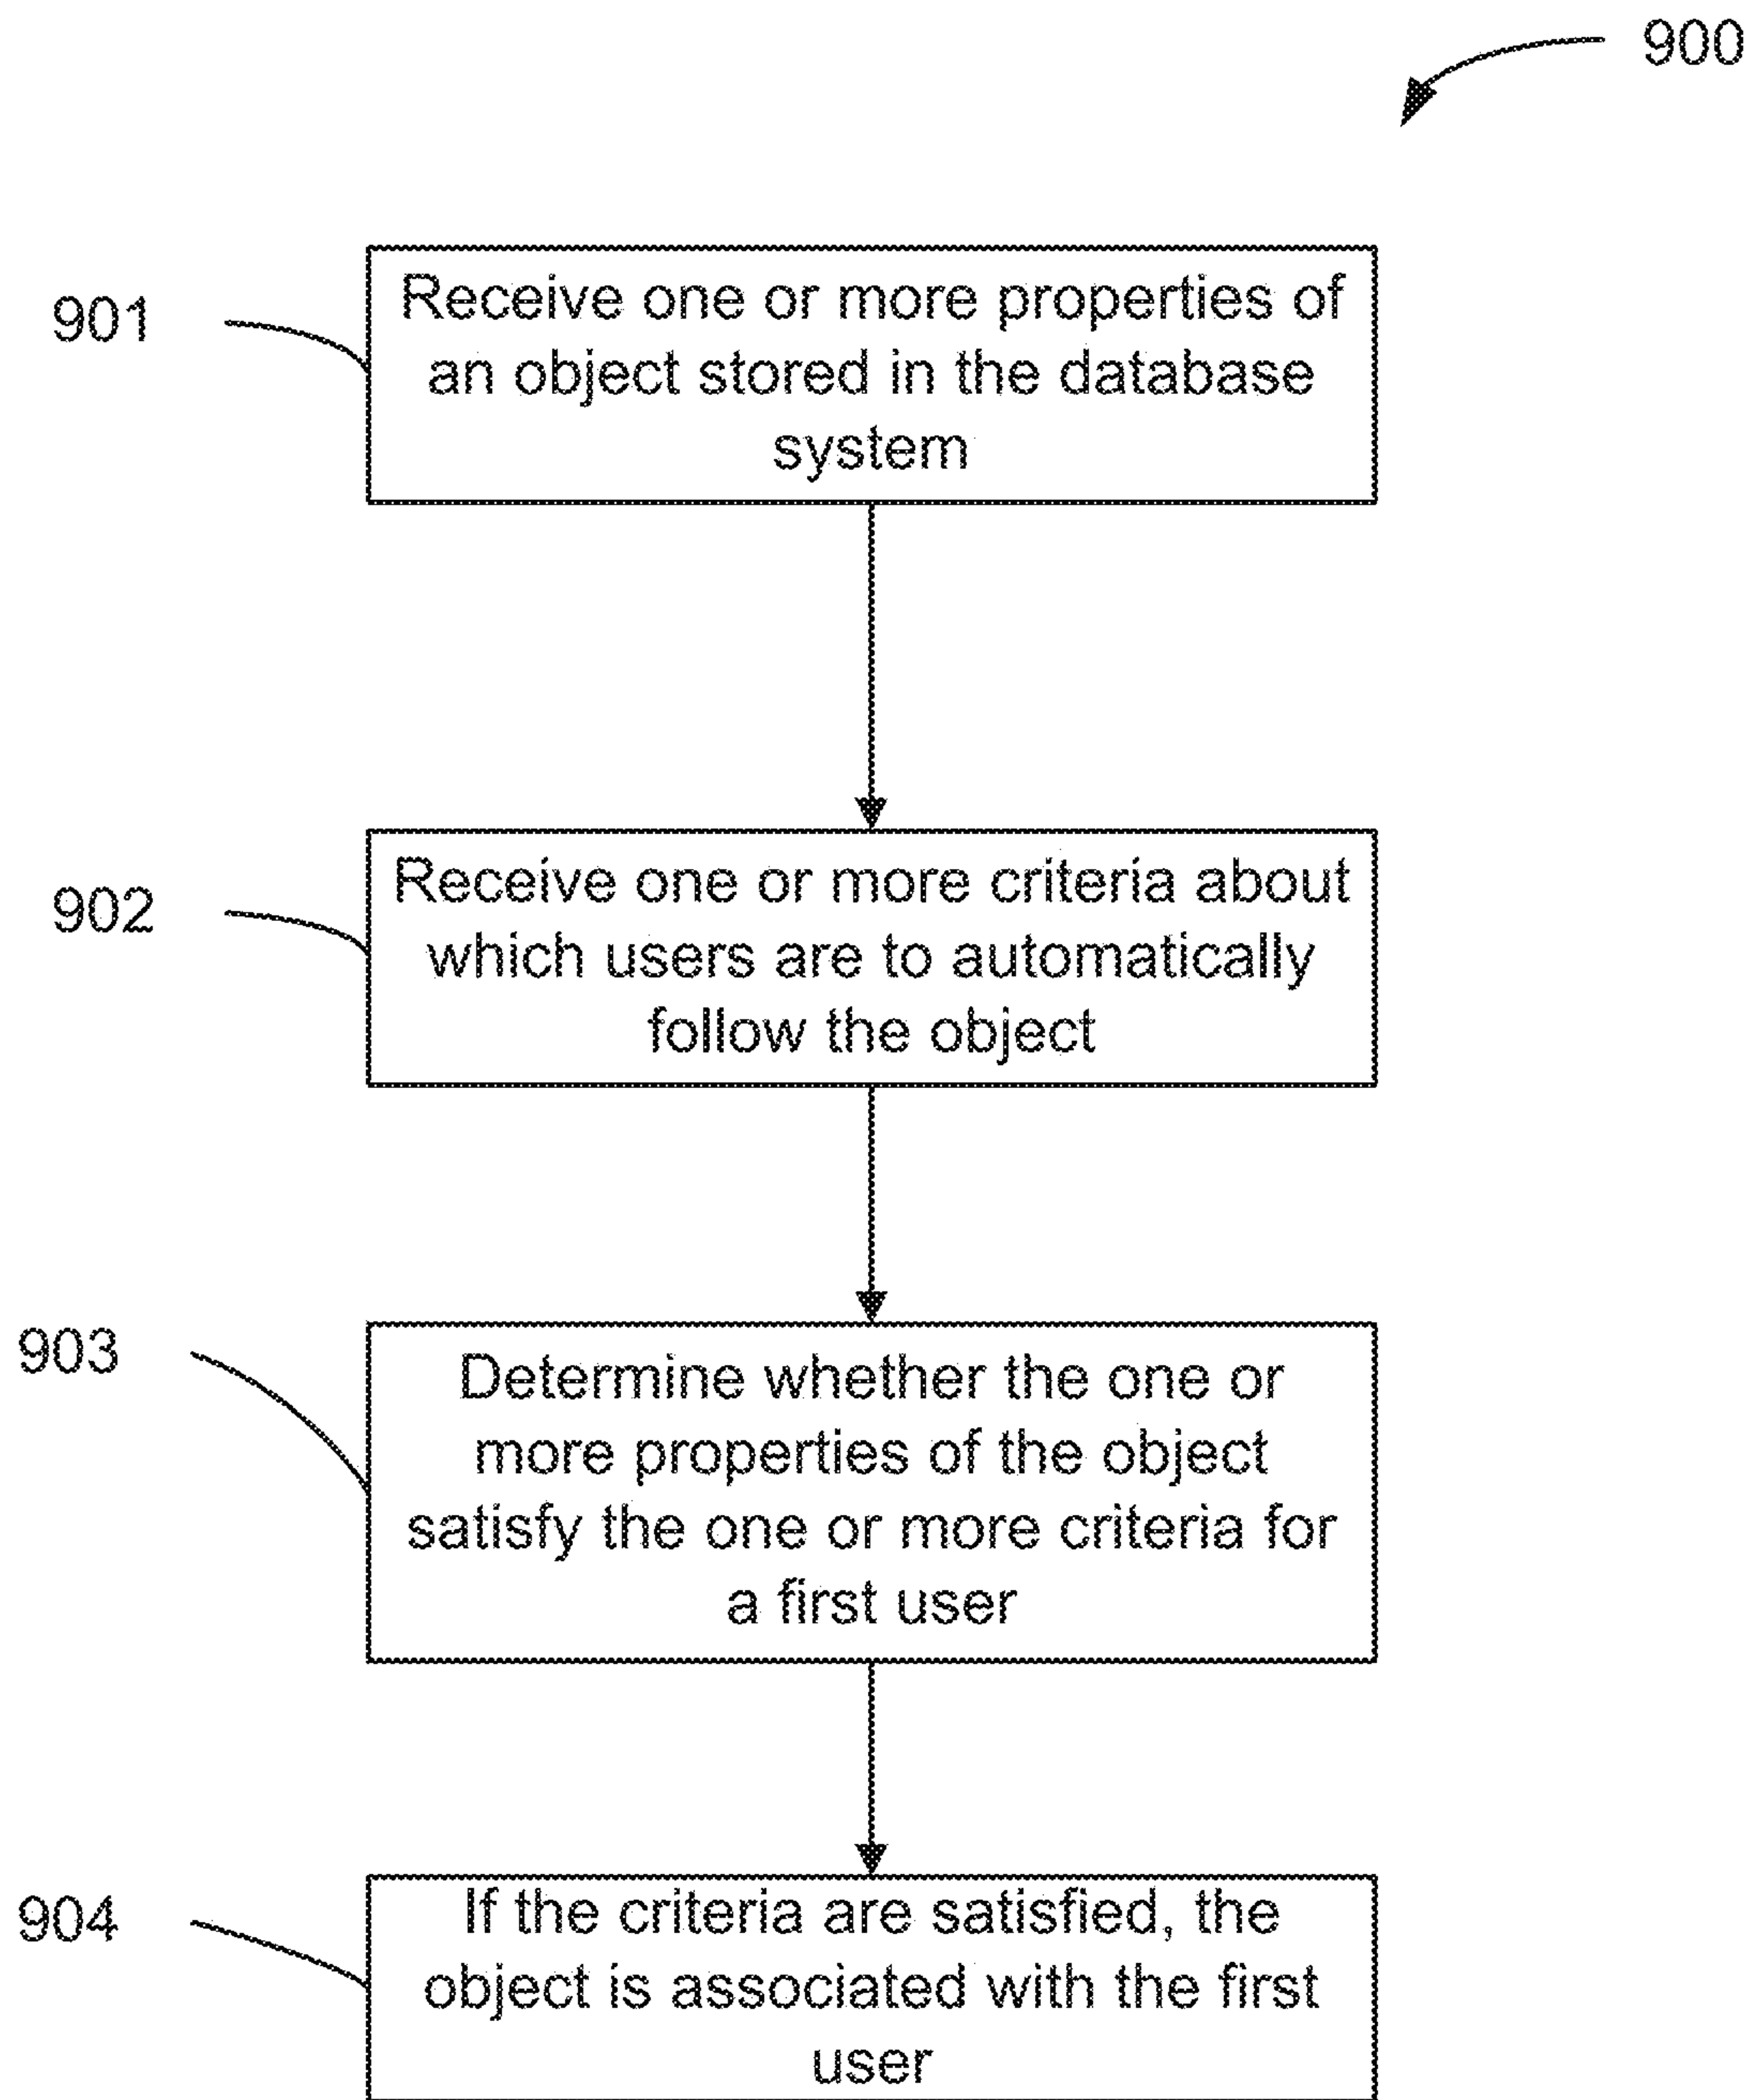 900
901
Receive one or more properties of
an object stored in the database
system
902
Receive one or more criteria about
which users are to automatically
follow the object
903
Determine whether the one or
more properties of the object
satisfy the one or more criteria for
a first user
904
If the criteria are satisfied, the
object is associated with the first
user